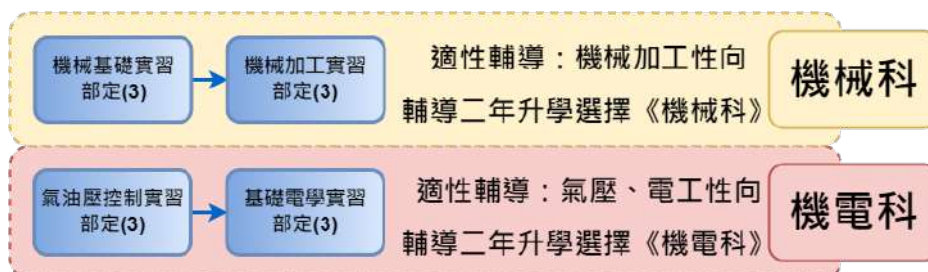 機械基礎實習
部定(3)
機械加工實習
部定(3)
適性輔導：機械加工性向
輔導二年升學選擇《機械科》
機械科
氣油壓控制實習
部定(3)
基礎電學實習
部定(3)
適性輔導：氣壓、電工性向
輔導二年升學選擇《機電科》
機電科